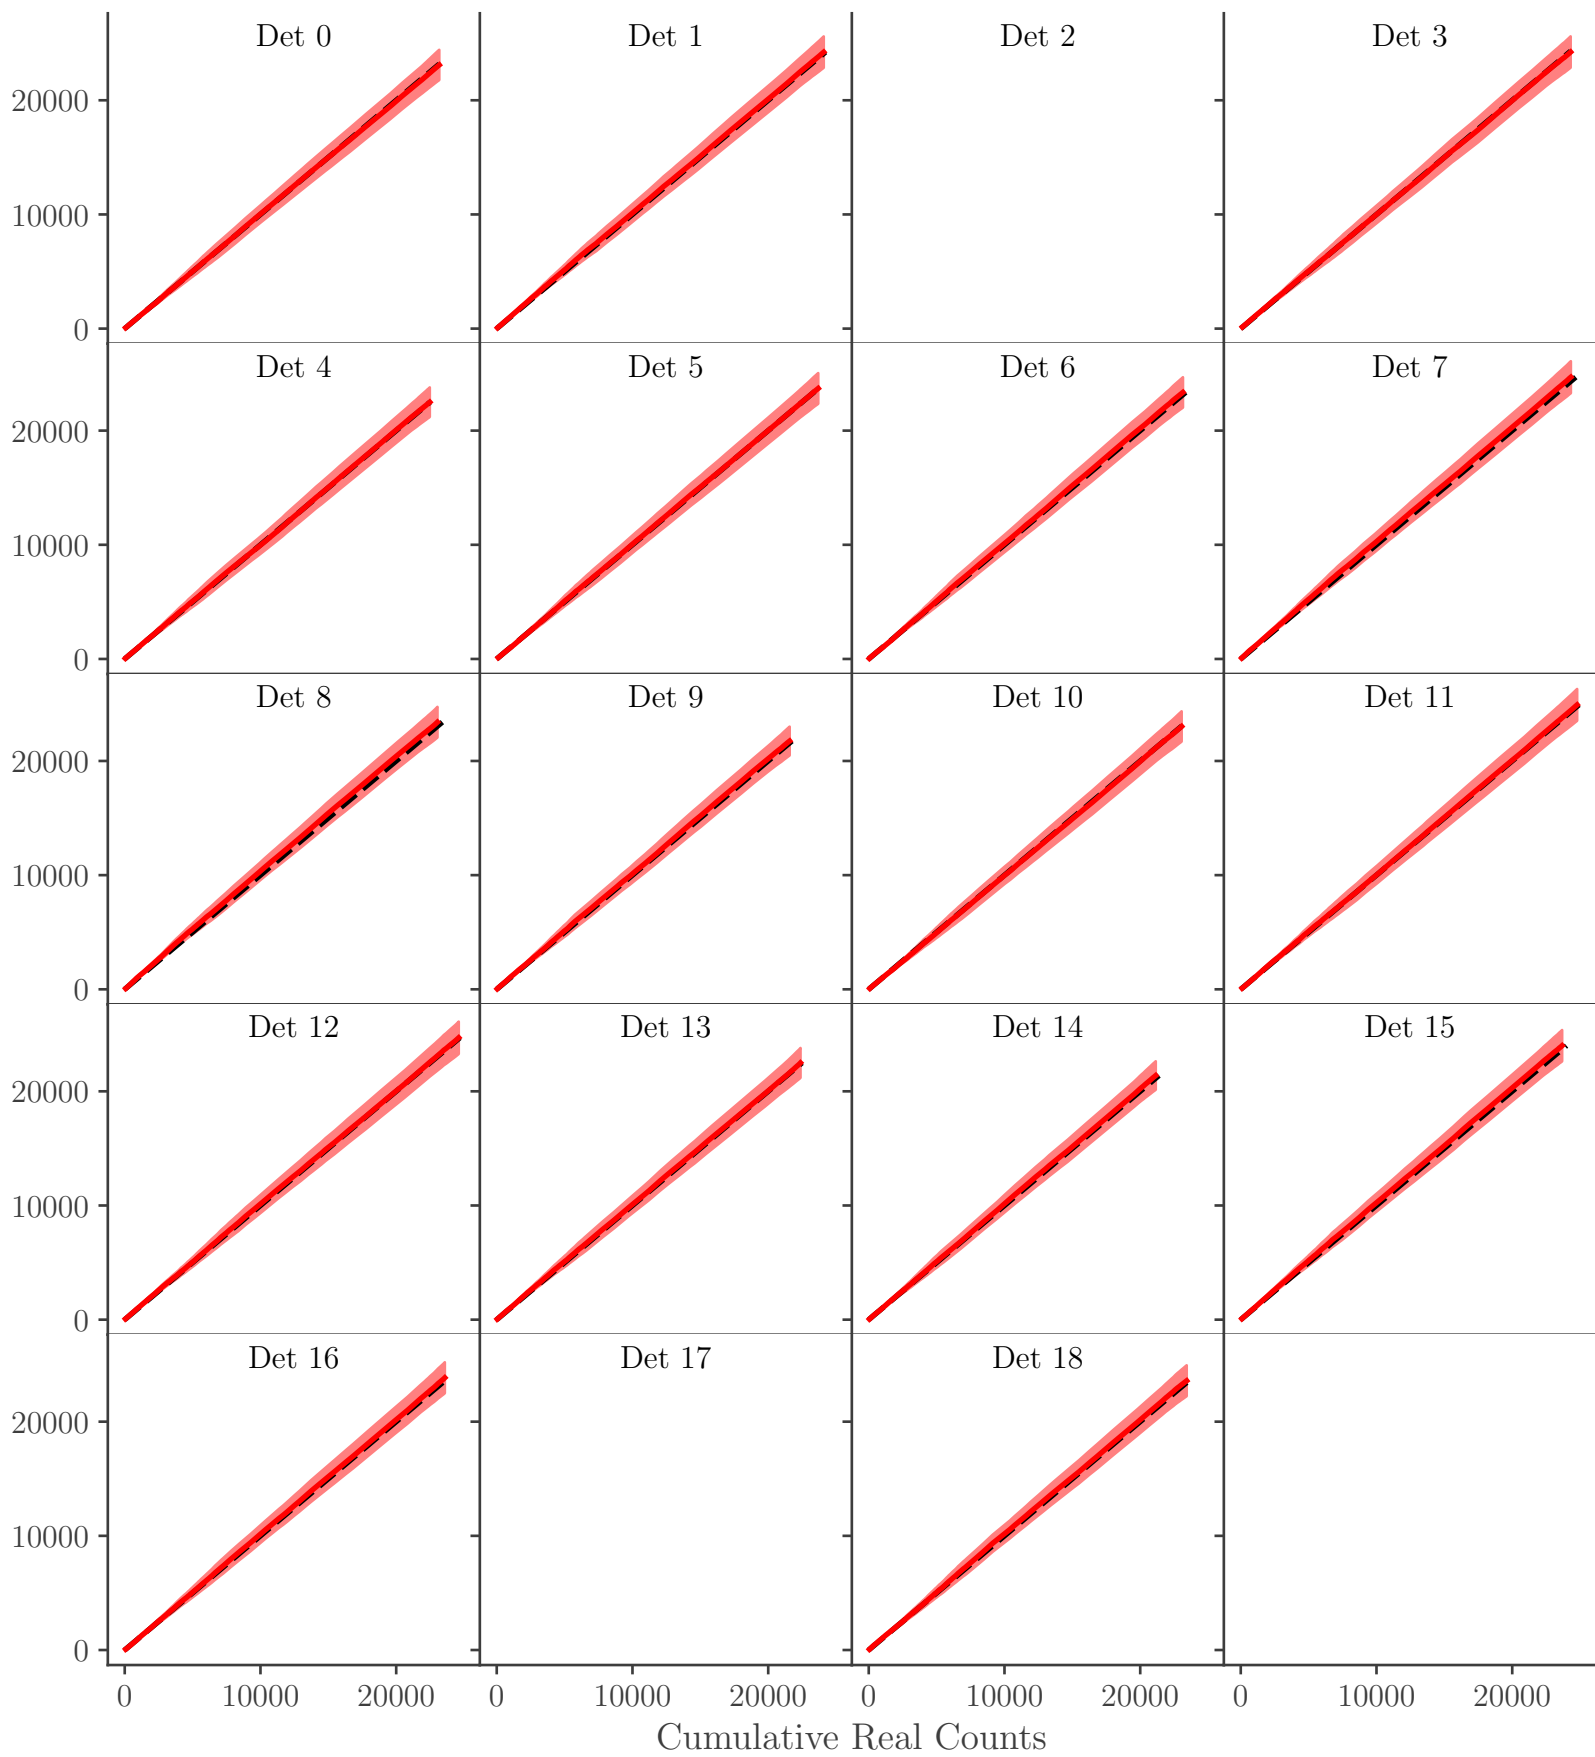 Det 0 Det 1 Det 2 Det 3
20000
10000
0
Det 4 Det 5 Det 6 Det 7
20000
10000
0
Det 8 Det 9 Det 10 Det 11
20000
10000
0
Det 12 Det 13 Det 14 Det 15
20000
10000
0
Det 16 Det 17 Det 18
20000
10000
0
0 10000 20000 0 10000 20000 0 10000 20000 0 10000 20000
Cumulative Real Counts